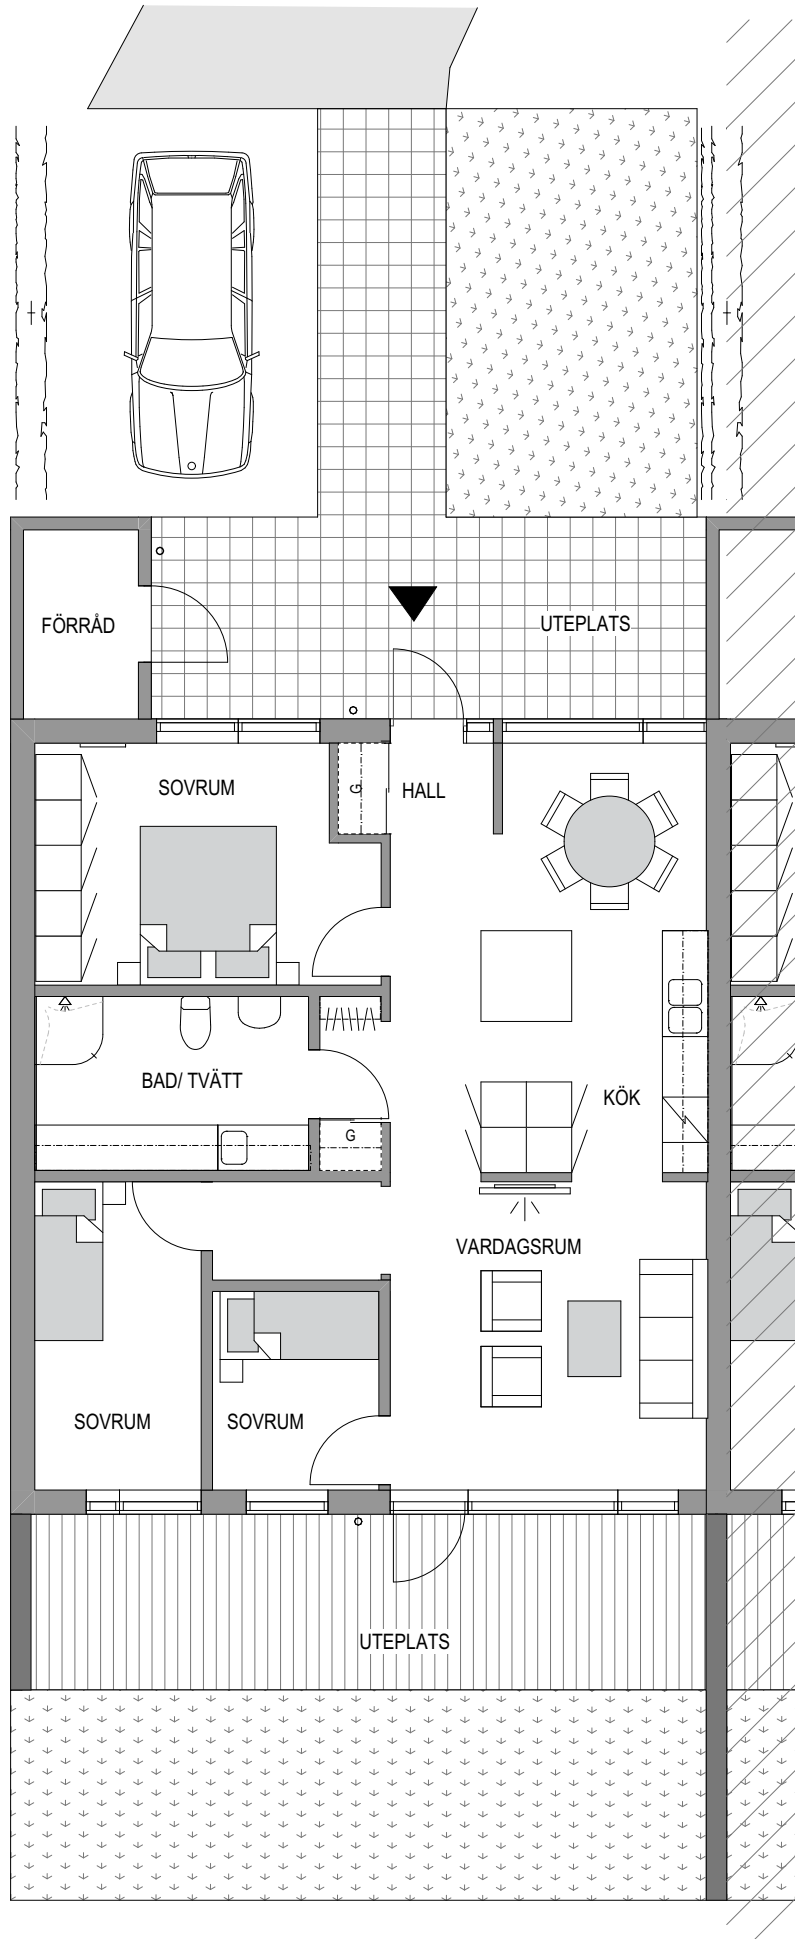 FÖRRÅD
UTEPLATS
SOVRUM
G
HALL
BAD/ TVÄTT
KÖK
G
VARDAGSRUM
SOVRUM
SOVRUM
UTEPLATS